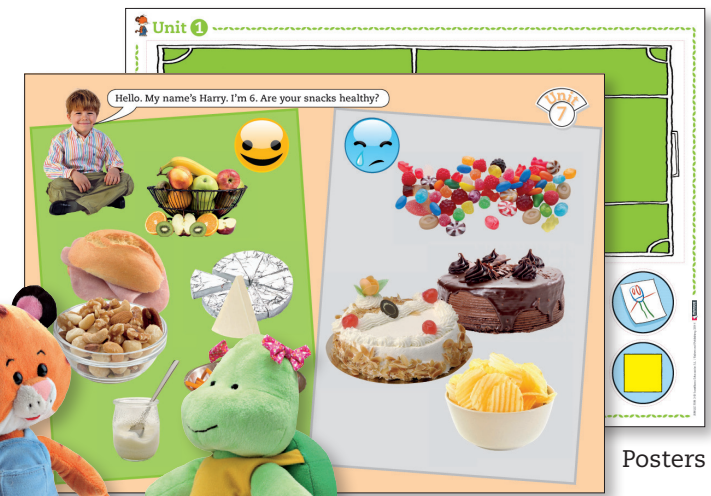 Unit 1
Hello. My name's Harry. I'm 6. Are your snacks healthy?
Unit
7
Posters